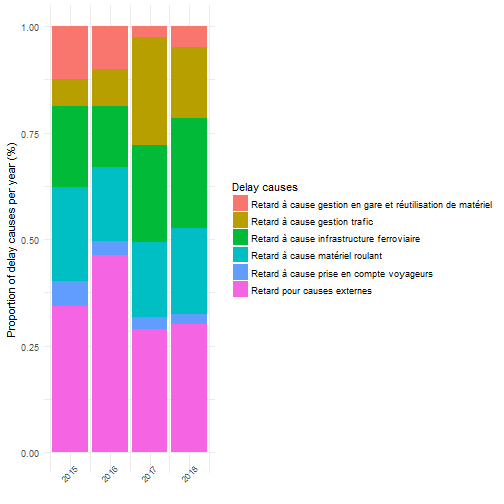 Proportion of delay causes per year (%)
1.00
0.75
0.50
0.25
0.00
2015
2016
2017
2018
Delay causes
Retard à cause gestion en gare et réutilisation de matériel
Retard à cause gestion trafic
Retard à cause infrastructure ferroviaire
Retard à cause matériel roulant
Retard à cause prise en compte voyageurs
Retard pour causes externes